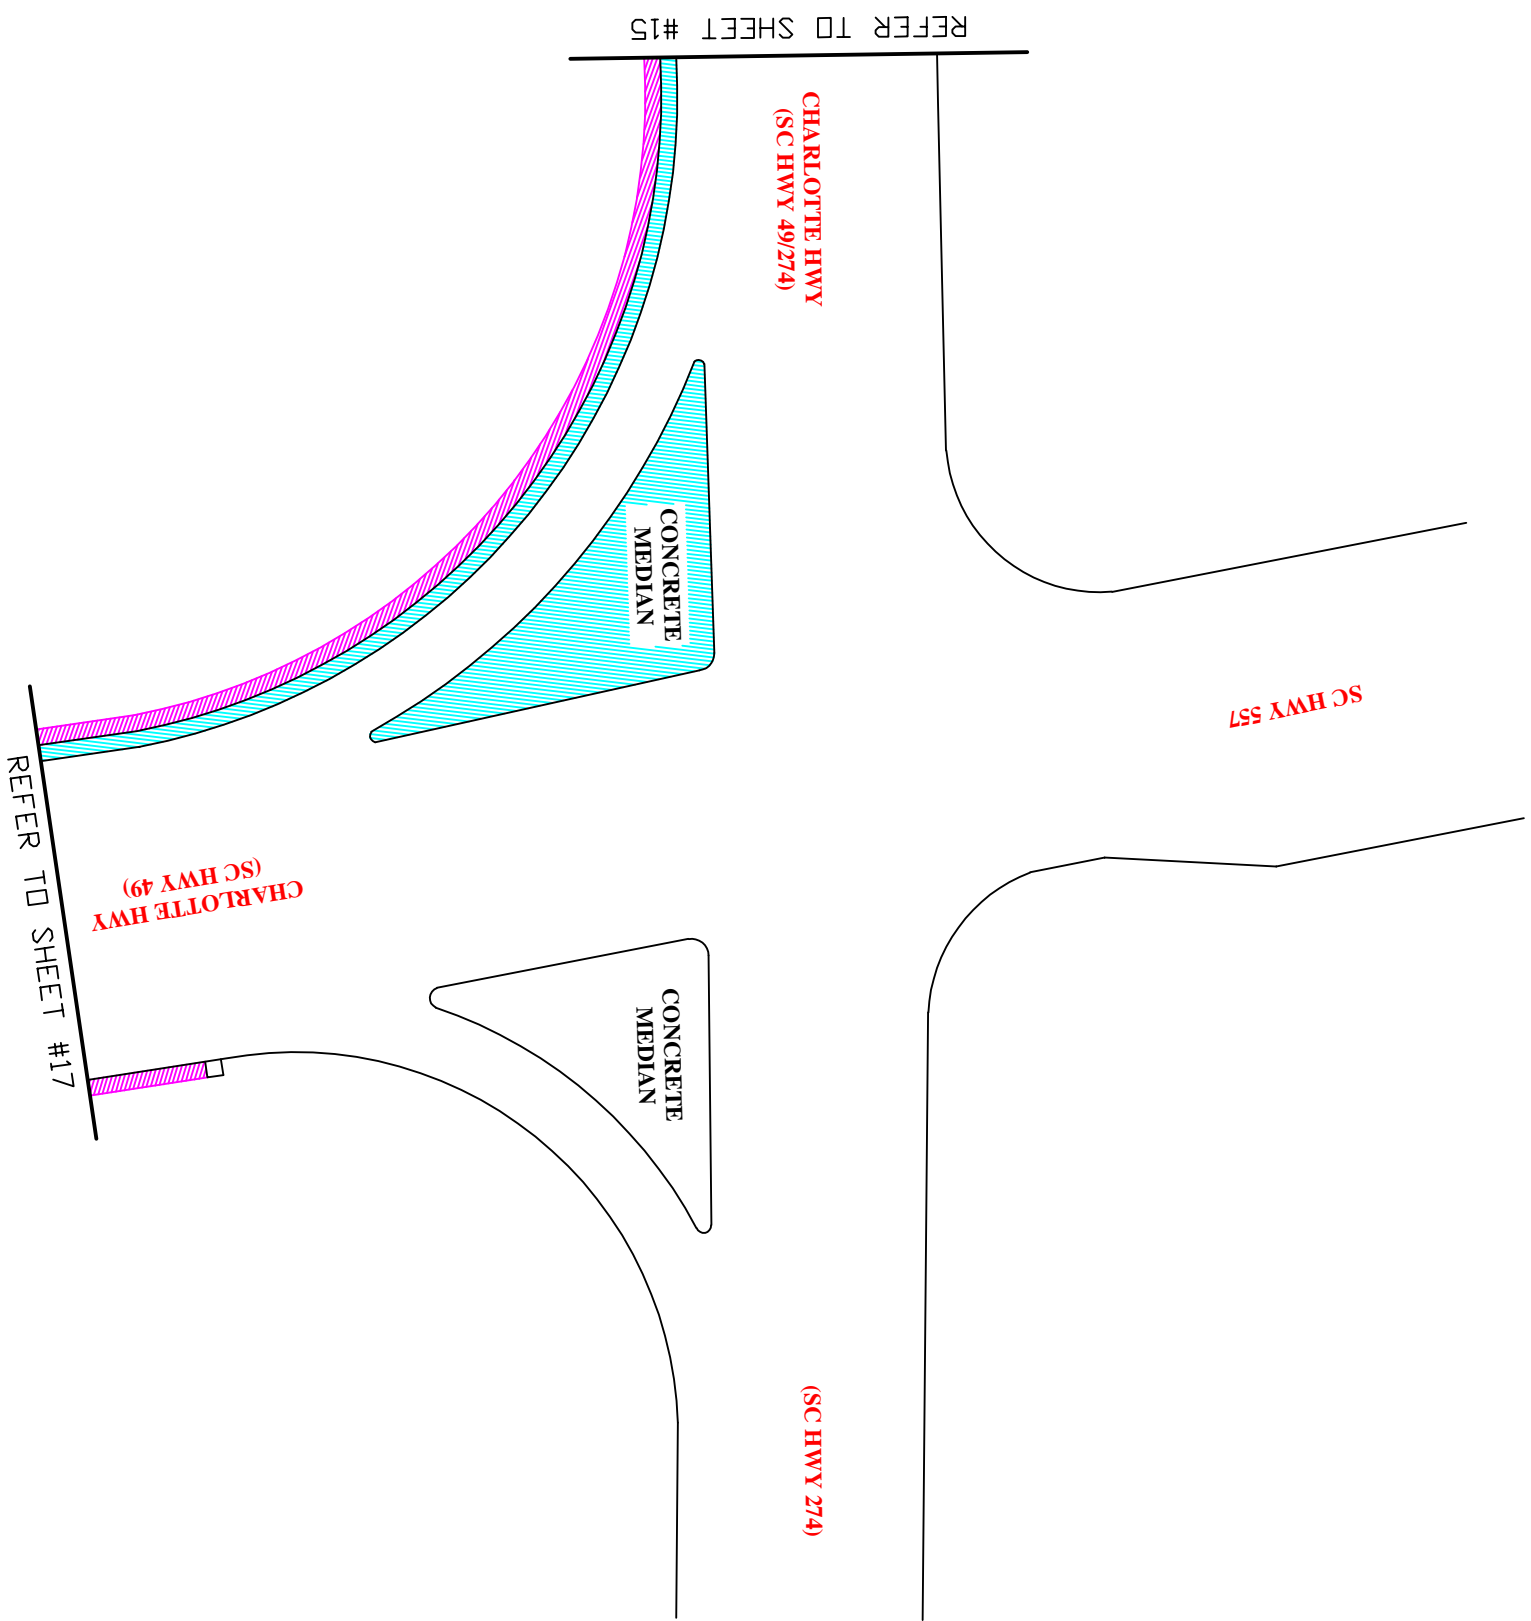 REFER TO SHEET #15
CHARLOTTE HWY
(SC HWY 49/274)
CONCRETE
MEDIAN
SC HWY 557
REFER TO SHEET #17
CHARLOTTE HWY
(SC HWY 49)
CONCRETE
MEDIAN
(SC HWY 274)